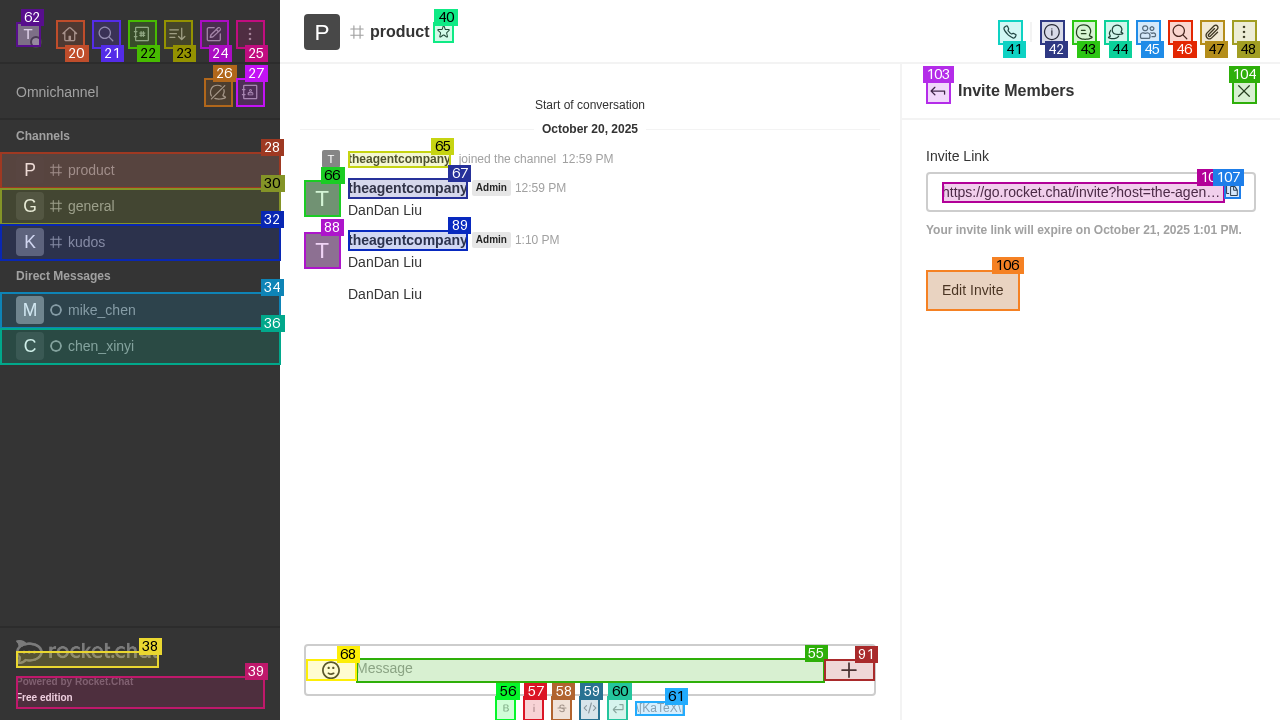 62
T
20
21
22
23
24
25
Omnichannel
26
27
Channels
28
P product
30
G general
32
K kudos
Direct Messages
34
M mike_chen
36
C chen_xinyi
38
rocket.chat
39
Powered by Rocket.Chat
Free edition
P product
40
41
42
43
44
45
46
47
48
Start of conversation
October 20, 2025
65
T theagentcompany joined the channel 12:59 PM
66
67
T theagentcompany Admin 12:59 PM
DanDan Liu
88
89
T theagentcompany Admin 1:10 PM
DanDan Liu
DanDan Liu
68
55
91
Message
56
57
58
59
60
61
B i S </> \[KaTeX\]
103
104
Invite Members
Invite Link
107
https://go.rocket.chat/invite?host=the-agen…
Your invite link will expire on October 21, 2025 1:01 PM.
106
Edit Invite